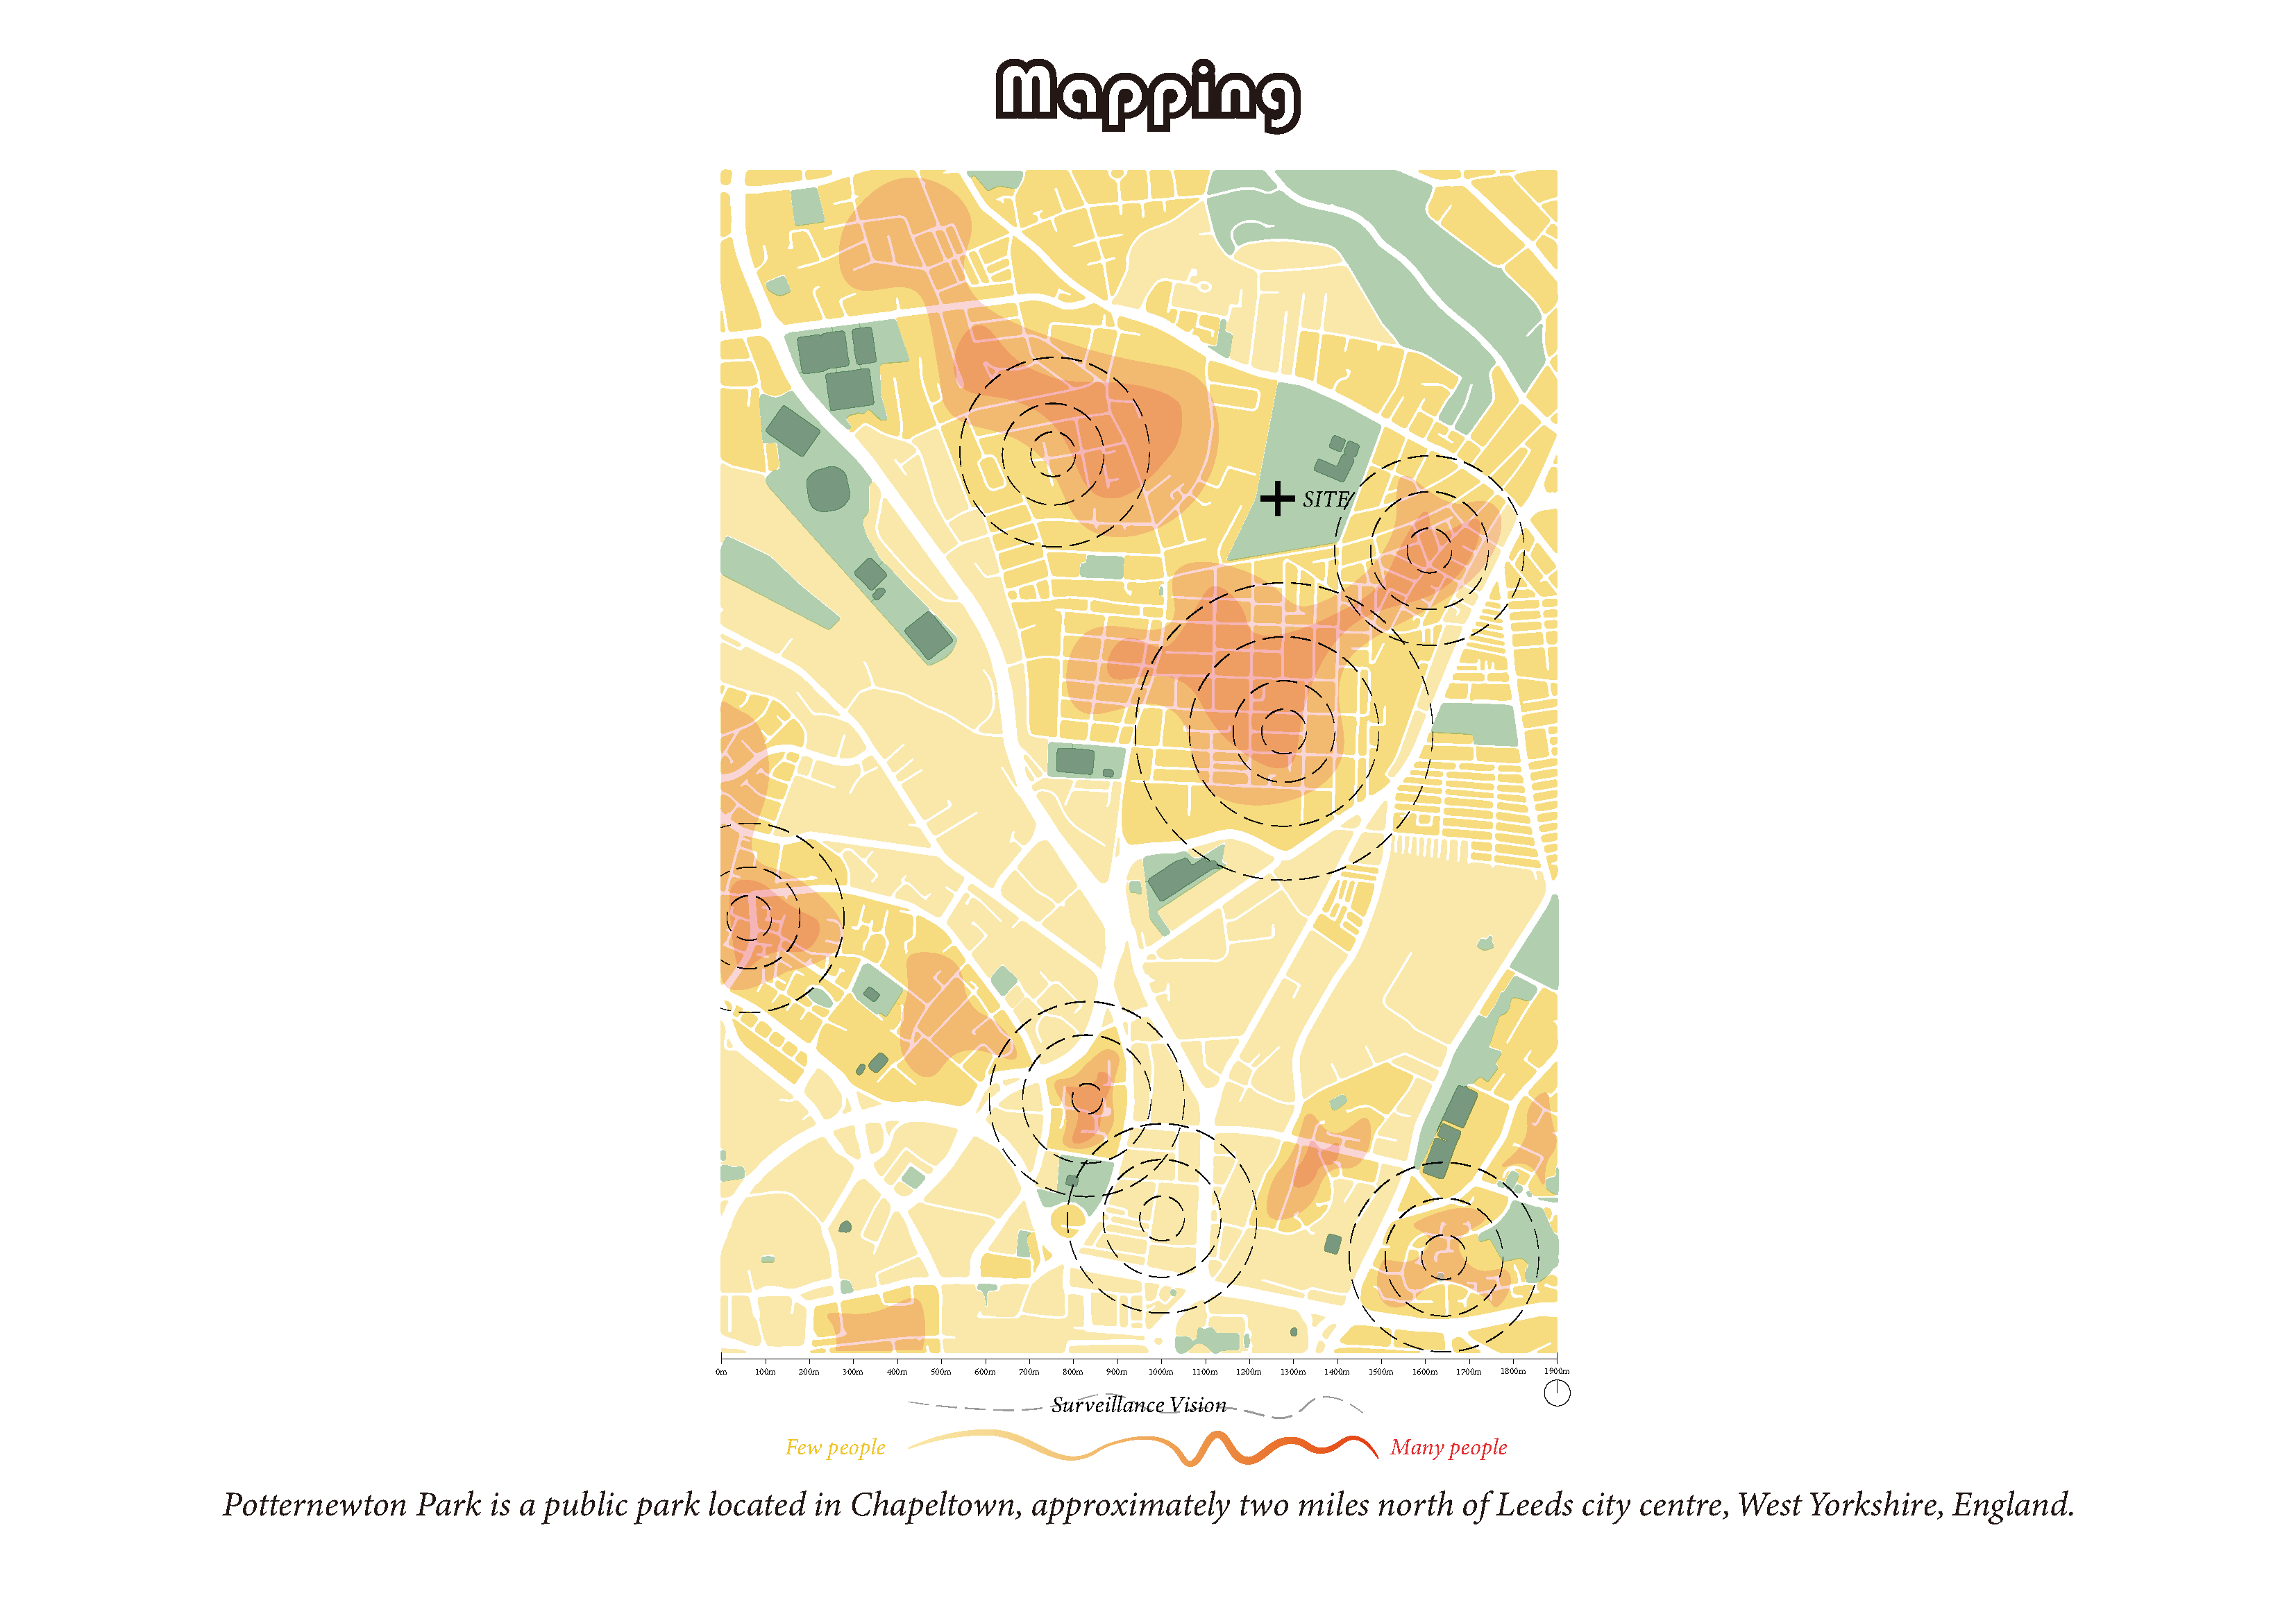 Mapping
SITE
0m 100m 200m 300m 400m 500m 600m 700m 800m 900m 1000m 1100m 1200m 1300m 1400m 1500m 1600m 1700m 1800m 1900m
Surveillance Vision
Few people Many people
Potternewton Park is a public park located in Chapeltown, approximately two miles north of Leeds city centre, West Yorkshire, England.